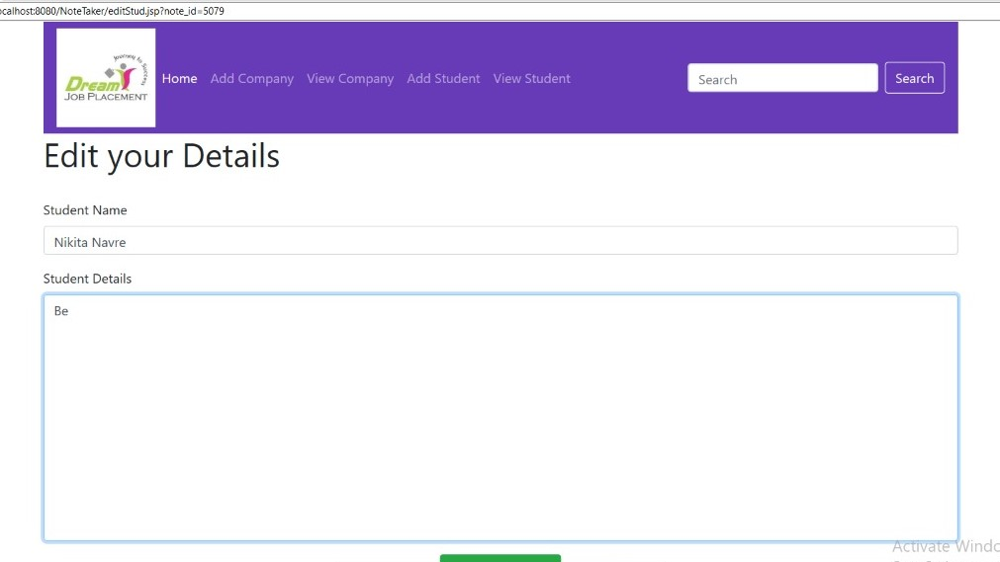 ocalhost:8080/NoteTaker/editStud.jsp?note_id=5079
Journey to Success
Dream
JOB PLACEMENT
Home Add Company View Company Add Student View Student Search Search
Edit your Details
Student Name
Nikita Navre
Student Details
Be
Activate Windo